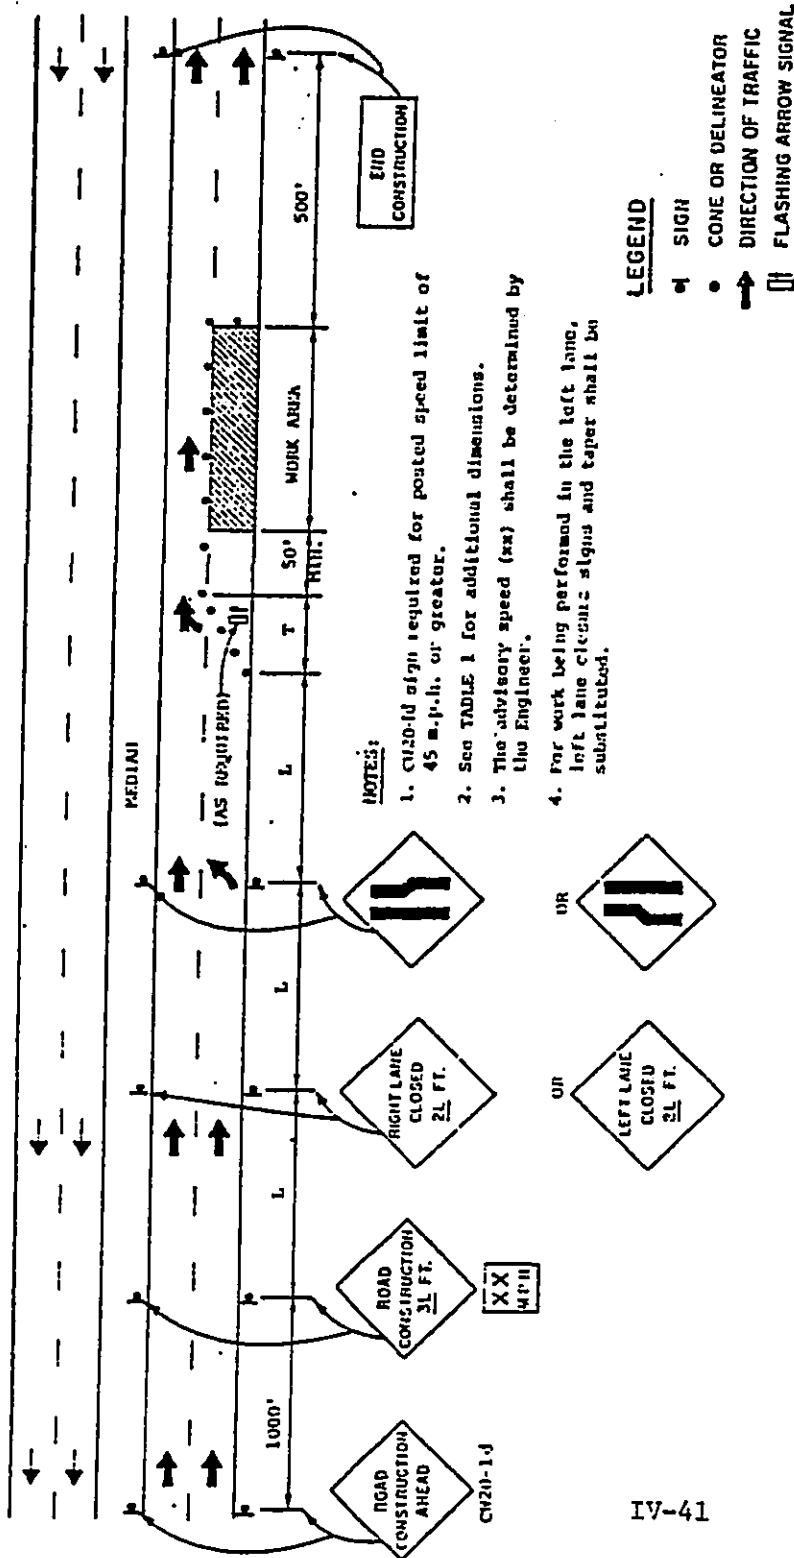 MEDIAN
(AS REQUIRED)
1000'
L
L
L
T
50'
MIN.
WORK AREA
500'
ROAD
CONSTRUCTION
AHEAD
CW20-1d
ROAD
CONSTRUCTION
3L FT.
XX
MPH
RIGHT LANE
CLOSED
2L FT.
OR
LEFT LANE
CLOSED
2L FT.
OR
END
CONSTRUCTION
NOTES:
1. CW20-1d sign required for posted speed limit of
45 m.p.h. or greater.
2. See TABLE 1 for additional dimensions.
3. The advisory speed (xx) shall be determined by
the Engineer.
4. For work being performed in the left lane,
left lane closure signs and taper shall be
substituted.
LEGEND
SIGN
CONE OR DELINEATOR
DIRECTION OF TRAFFIC
FLASHING ARROW SIGNAL
IV-41